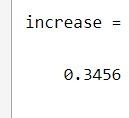 increase =
0.3456